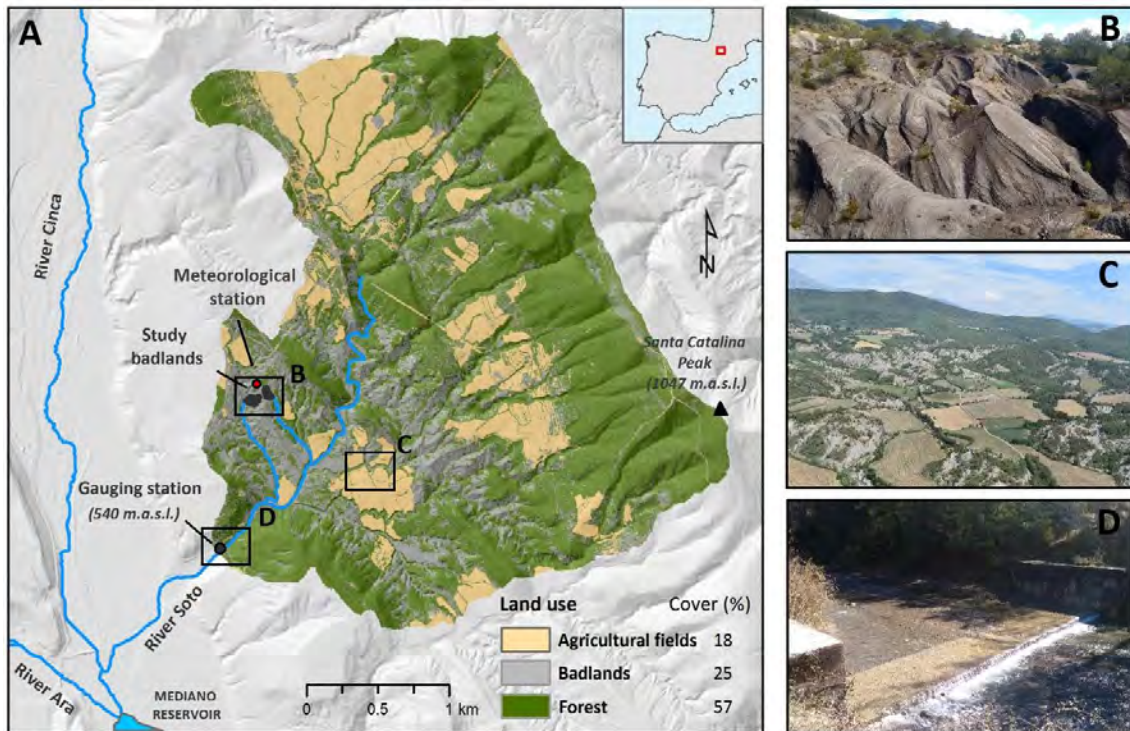 A
River Cinca
Meteorological
station
Study
badlands
B
N
Santa Catalina
Peak
(1047 m.a.s.l.)
C
Gauging station
(540 m.a.s.l.)
D
River Soto
River Ara
MEDIANO
RESERVOIR
0 0.5 1 km
Land use Cover (%)
Agricultural fields 18
Badlands 25
Forest 57
B
C
D